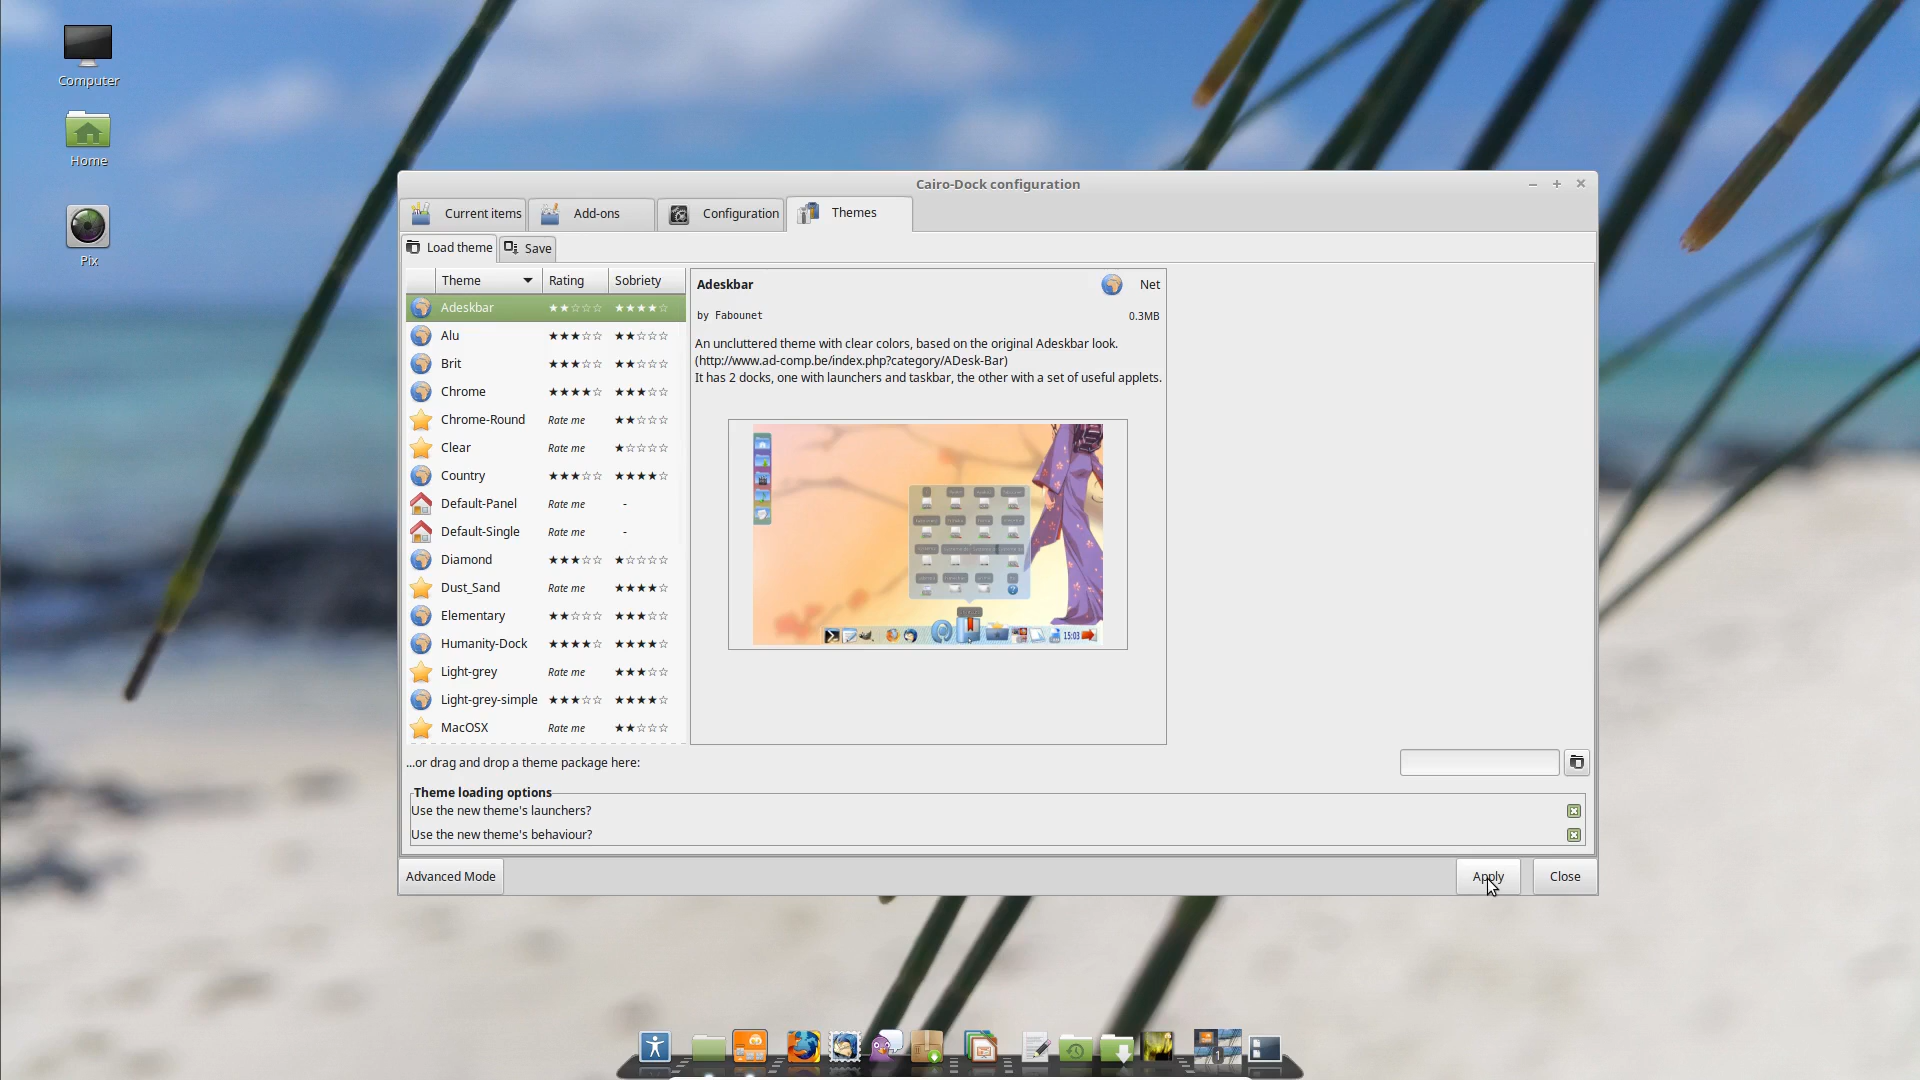 Computer
Home
Pix
Cairo-Dock configuration
Current items
Add-ons
Configuration
Themes
Load theme
Save
Theme Rating Sobriety
Adeskbar
Alu
Brit
Chrome
Chrome-Round Rate me
Clear Rate me
Country
Default-Panel Rate me -
Default-Single Rate me -
Diamond
Dust_Sand Rate me
Elementary
Humanity-Dock
Light-grey Rate me
Light-grey-simple
MacOSX Rate me
Adeskbar Net
by Fabounet 0.3MB
An uncluttered theme with clear colors, based on the original Adeskbar look.
(http://www.ad-comp.be/index.php?category/ADesk-Bar)
It has 2 docks, one with launchers and taskbar, the other with a set of useful applets.
15:03
...or drag and drop a theme package here:
Theme loading options
Use the new theme's launchers?
Use the new theme's behaviour?
Advanced Mode
Apply
Close
1